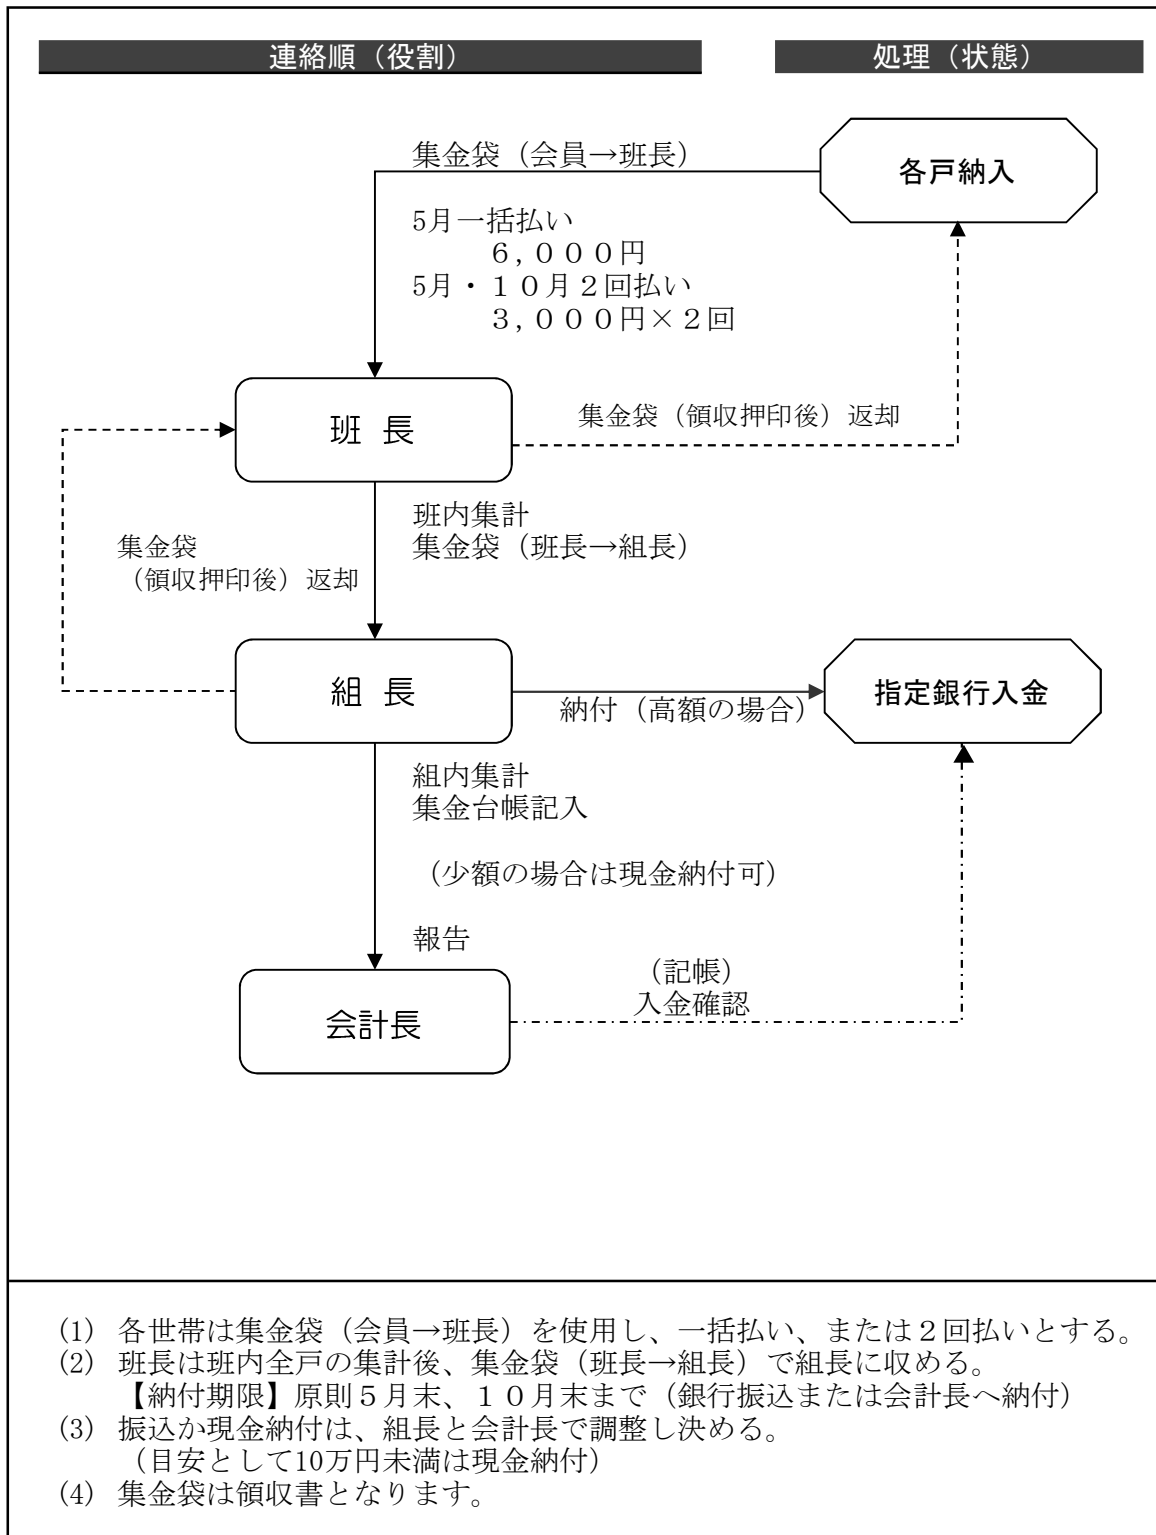 連絡順（役割）
処理（状態）
集金袋（会員→班長）
各戸納入
5月一括払い
６,０００円
5月・１０月２回払い
３,０００円×２回
班 長
集金袋（領収押印後）返却
班内集計
集金袋（班長→組長）
集金袋
（領収押印後）返却
組 長
納付（高額の場合）
指定銀行入金
組内集計
集金台帳記入
（少額の場合は現金納付可）
報告
（記帳）
入金確認
会計長
(1) 各世帯は集金袋（会員→班長）を使用し、一括払い、または２回払いとする。
(2) 班長は班内全戸の集計後、集金袋（班長→組長）で組長に収める。
【納付期限】原則５月末、１０月末まで（銀行振込または会計長へ納付）
(3) 振込か現金納付は、組長と会計長で調整し決める。
（目安として10万円未満は現金納付）
(4) 集金袋は領収書となります。